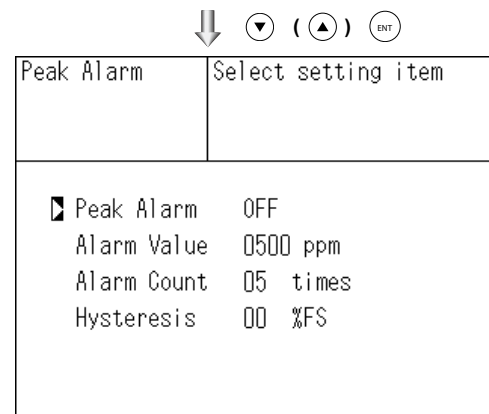 ( ) ENT
Peak Alarm Select setting item
Peak Alarm OFF
Alarm Value 0500 ppm
Alarm Count 05 times
Hysteresis 00 %FS